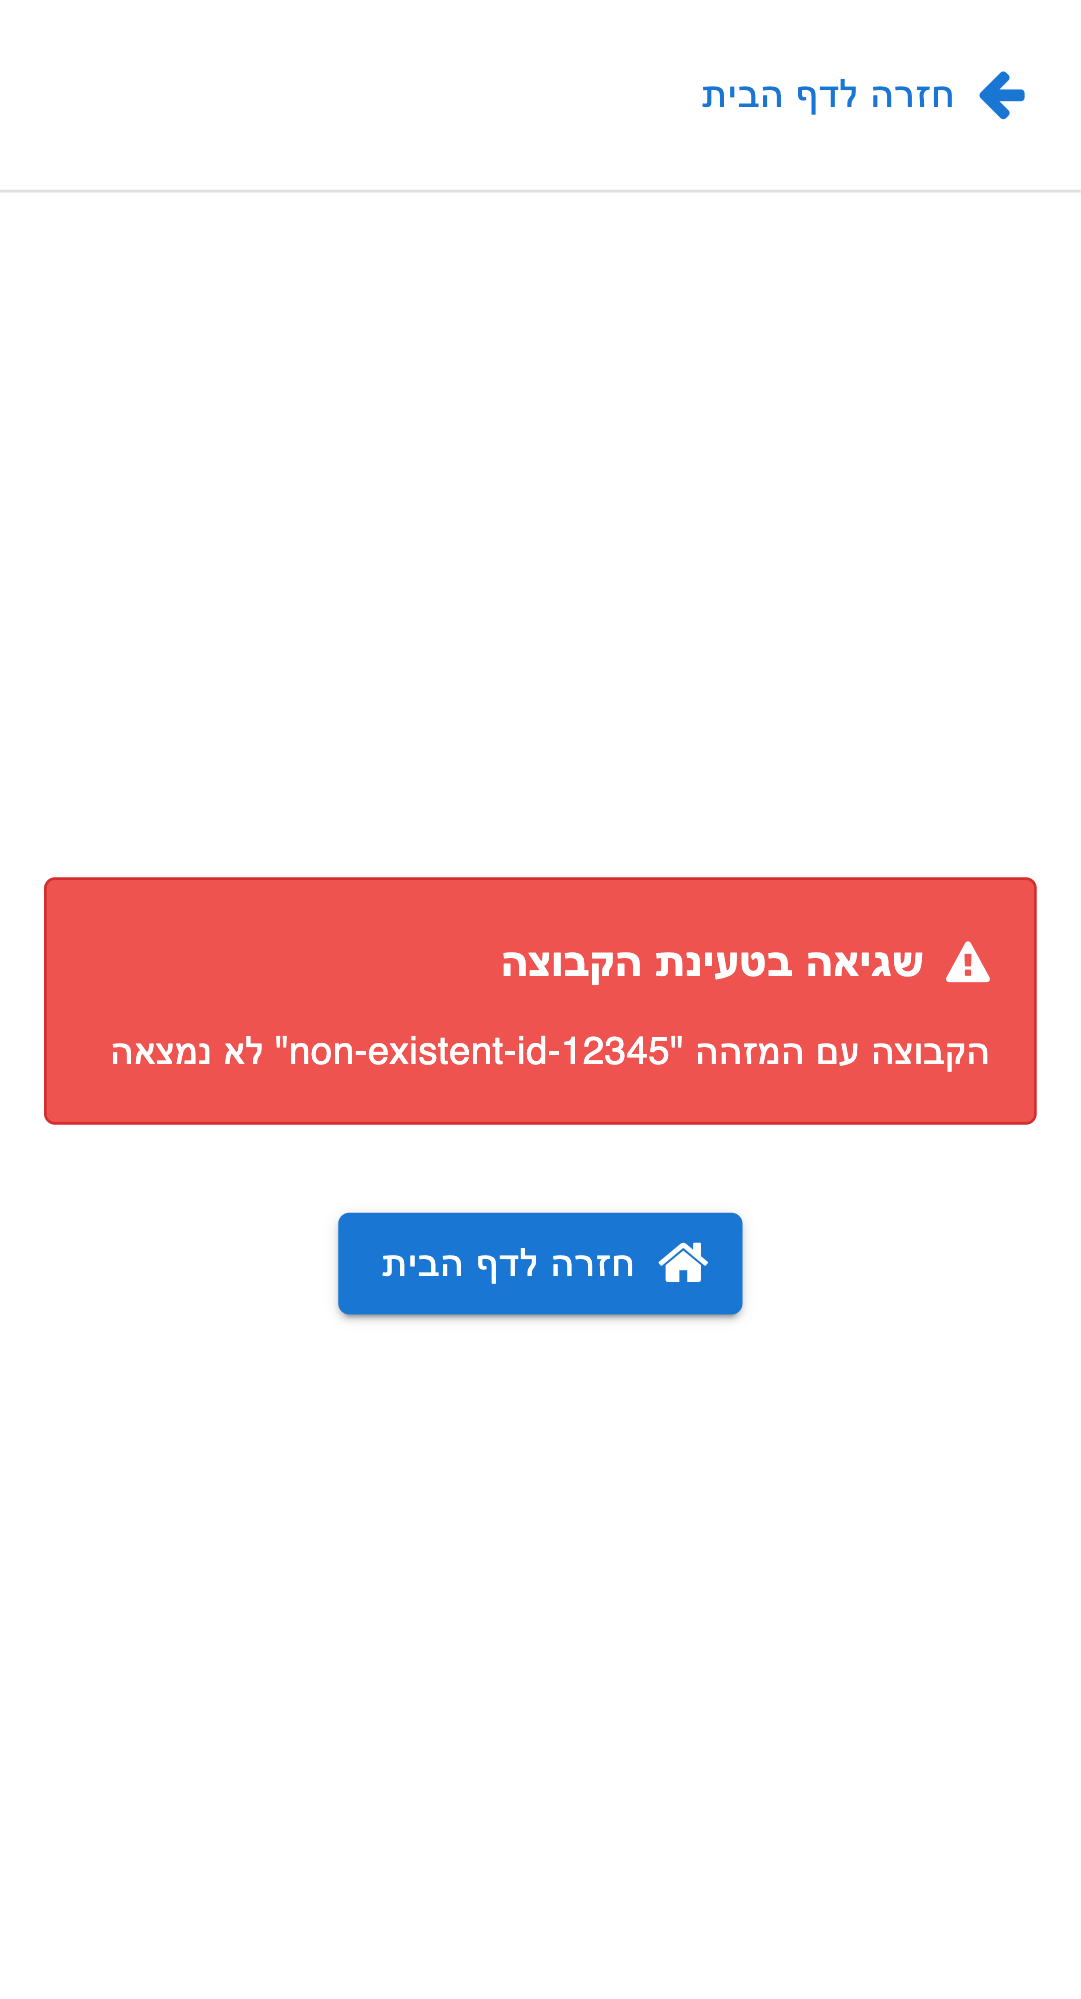 חזרה לדף הבית
שגיאה בטעינת הקבוצה
הקבוצה עם המזהה "non-existent-id-12345" לא נמצאה
חזרה לדף הבית